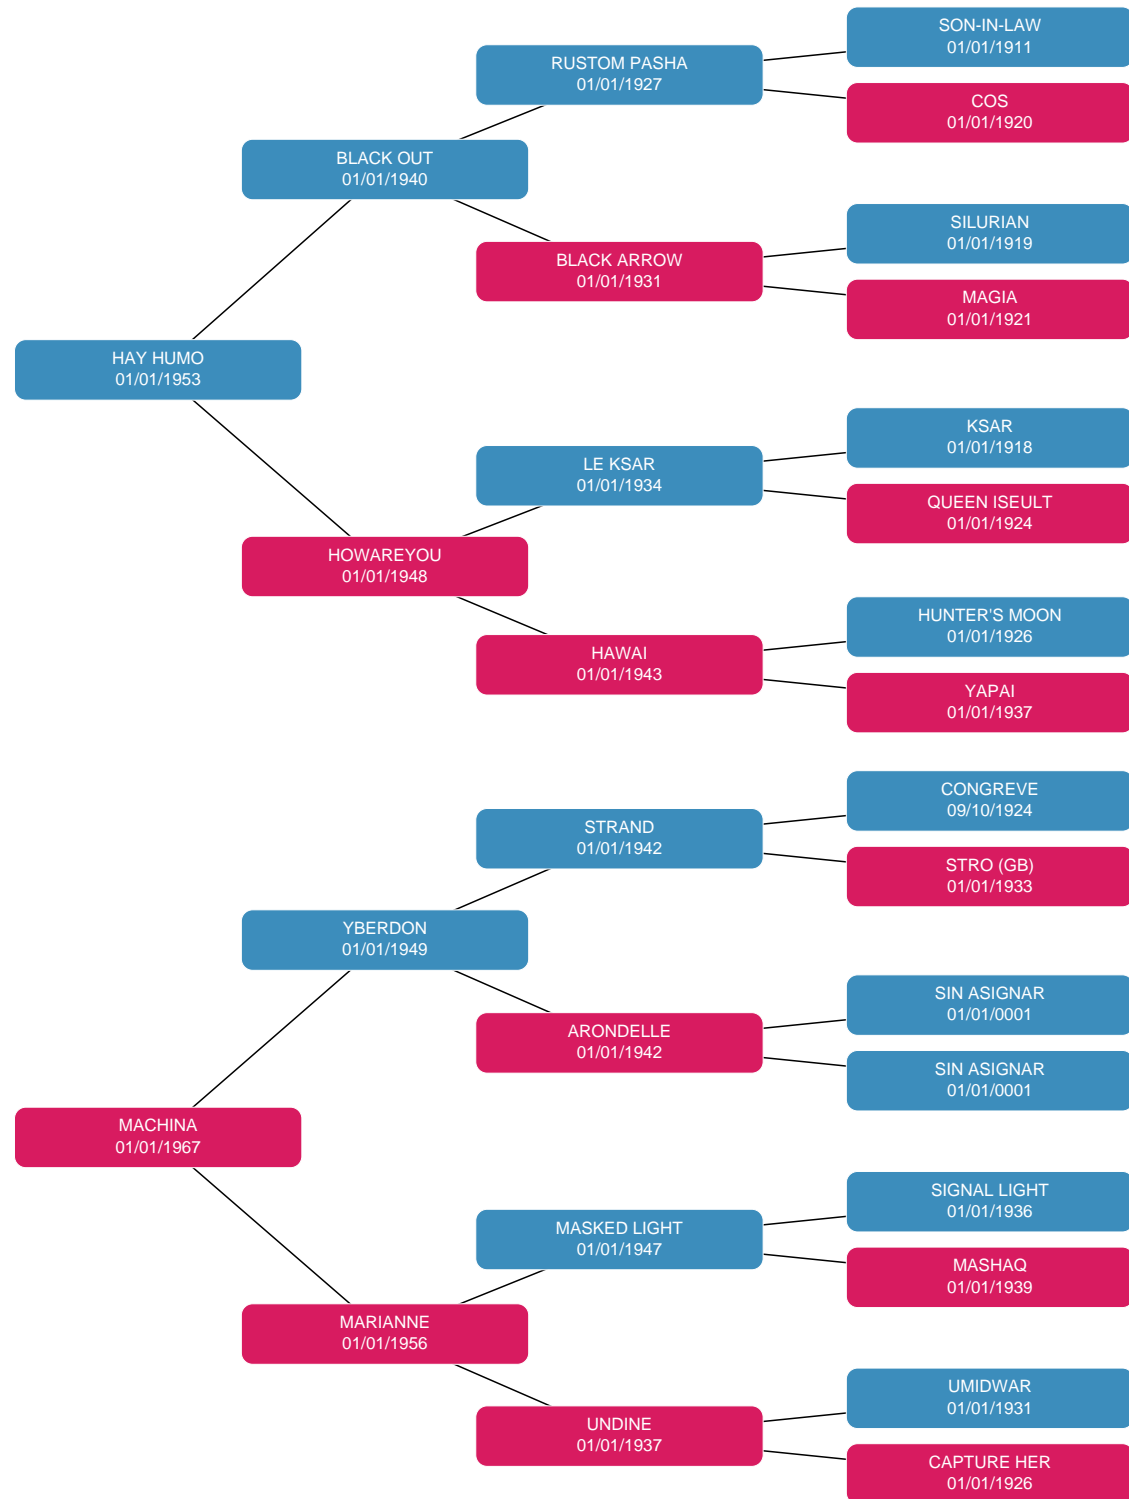 SON-IN-LAW
01/01/1911
RUSTOM PASHA
01/01/1927
COS
01/01/1920
BLACK OUT
01/01/1940
SILURIAN
01/01/1919
BLACK ARROW
01/01/1931
MAGIA
01/01/1921
HAY HUMO
01/01/1953
KSAR
01/01/1918
LE KSAR
01/01/1934
QUEEN ISEULT
01/01/1924
HOWAREYOU
01/01/1948
HUNTER'S MOON
01/01/1926
HAWAI
01/01/1943
YAPAI
01/01/1937
CONGREVE
09/10/1924
STRAND
01/01/1942
STRO (GB)
01/01/1933
YBERDON
01/01/1949
SIN ASIGNAR
01/01/0001
ARONDELLE
01/01/1942
SIN ASIGNAR
01/01/0001
MACHINA
01/01/1967
SIGNAL LIGHT
01/01/1936
MASKED LIGHT
01/01/1947
MASHAQ
01/01/1939
MARIANNE
01/01/1956
UMIDWAR
01/01/1931
UNDINE
01/01/1937
CAPTURE HER
01/01/1926